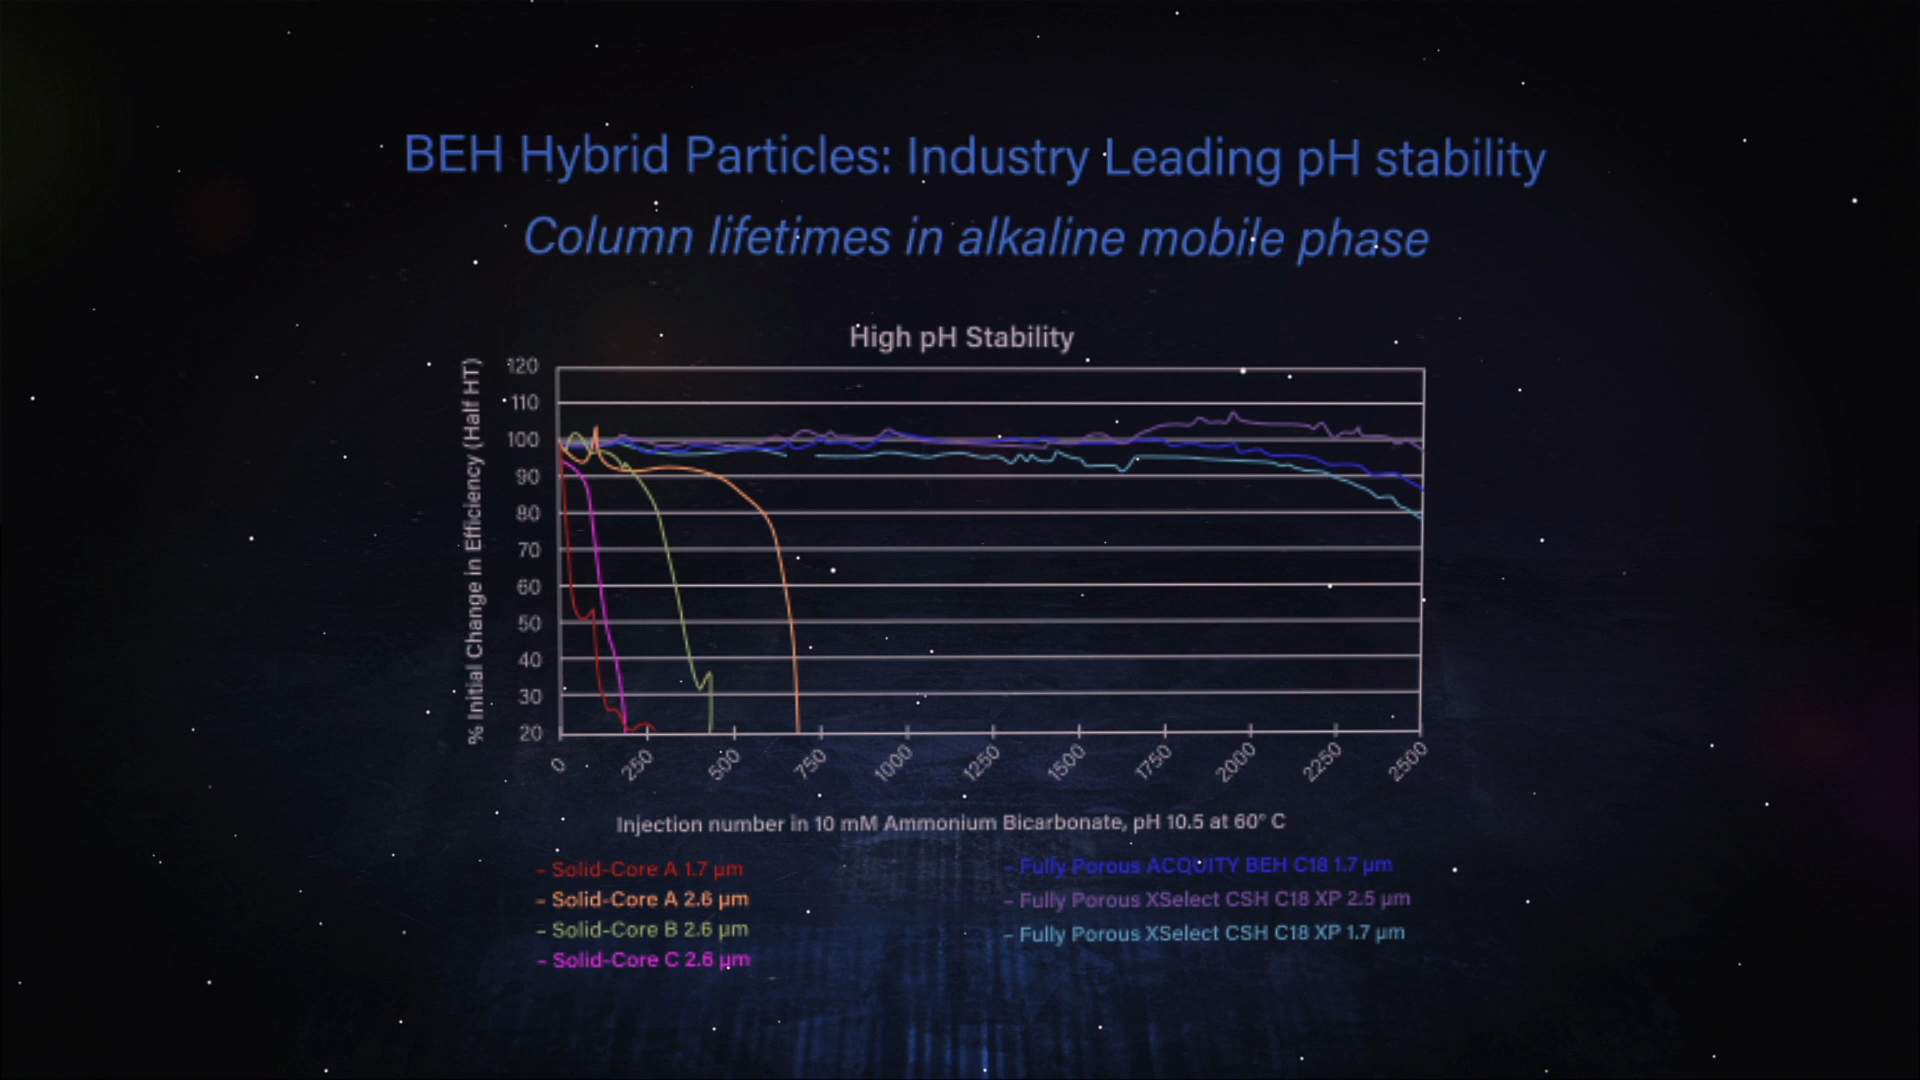 BEH Hybrid Particles: Industry Leading pH stability
Column lifetimes in alkaline mobile phase
High pH Stability
% Initial Change in Efficiency (Half HT)
120
110
100
90
80
70
60
50
40
30
20
0 250 500 750 1000 1250 1500 1750 2000 2250 2500
Injection number in 10 mM Ammonium Bicarbonate, pH 10.5 at 60° C
– Solid-Core A 1.7 µm
– Solid-Core A 2.6 µm
– Solid-Core B 2.6 µm
– Solid-Core C 2.6 µm
– Fully Porous ACQUITY BEH C18 1.7 µm
– Fully Porous XSelect CSH C18 XP 2.5 µm
– Fully Porous XSelect CSH C18 XP 1.7 µm